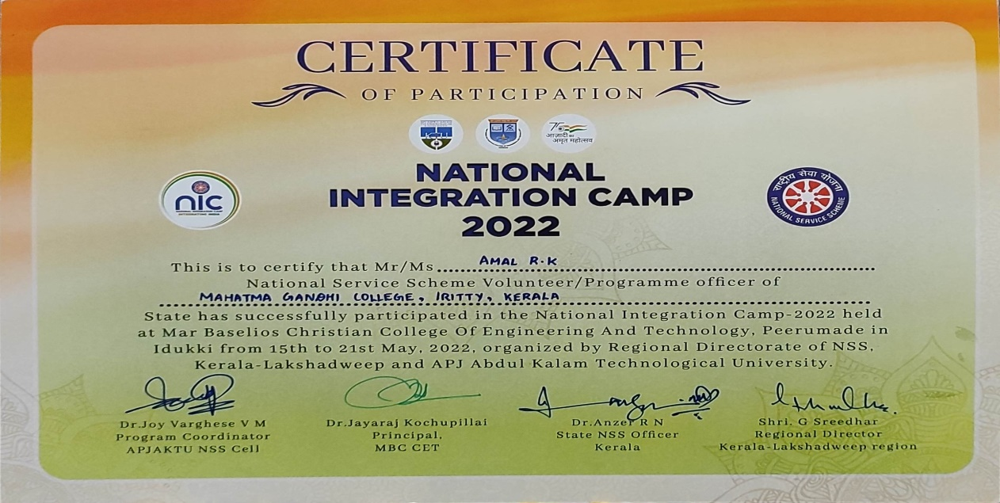 CERTIFICATE
OF PARTICIPATION
75
आज़ादी का
अमृत महोत्सव
nic
INTEGRATING INDIA
राष्ट्रीय सेवा योजना
NATIONAL SERVICE SCHEME
NATIONAL
INTEGRATION CAMP
2022
This is to certify that Mr/Ms AMAL R.K
National Service Scheme Volunteer/Programme officer of
MAHATMA GANDHI COLLEGE, IRITTY, KERALA
State has successfully participated in the National Integration Camp-2022 held
at Mar Baselios Christian College Of Engineering And Technology, Peerumade in
Idukki from 15th to 21st May, 2022, organized by Regional Directorate of NSS,
Kerala-Lakshadweep and APJ Abdul Kalam Technological University.
Dr.Joy Varghese V M
Program Coordinator
APJAKTU NSS Cell
Dr.Jayaraj Kochupillai
Principal,
MBC CET
Dr.Anzer R N
State NSS Officer
Kerala
Shri. G Sreedhar
Regional Director
Kerala-Lakshadweep region